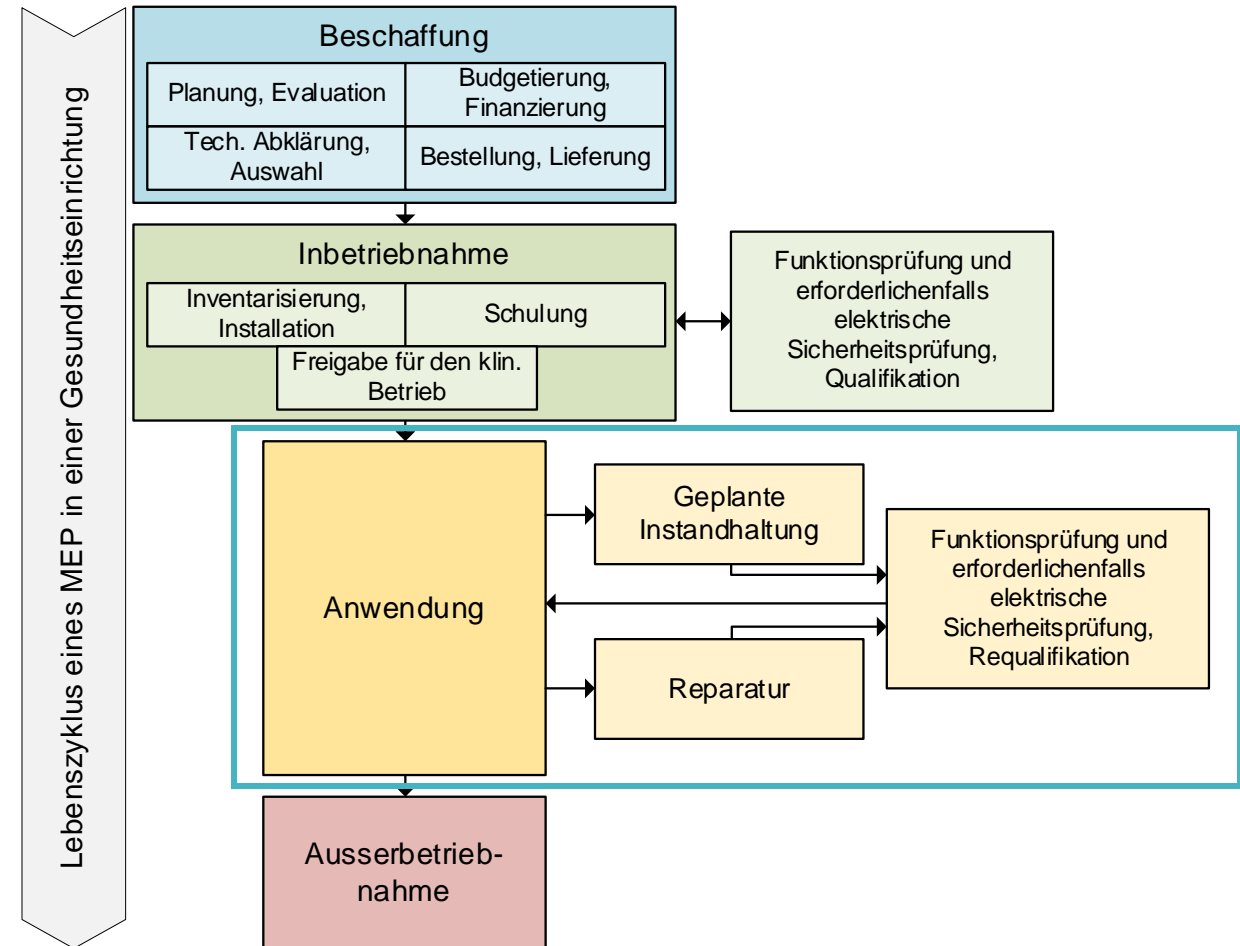 Lebenszyklus eines MEP in einer Gesundheitseinrichtung
Beschaffung
Planung, Evaluation
Budgetierung,
Finanzierung
Tech. Abklärung,
Auswahl
Bestellung, Lieferung
Inbetriebnahme
Inventarisierung,
Installation
Schulung
Freigabe für den klin.
Betrieb
Funktionsprüfung und
erforderlichenfalls
elektrische
Sicherheitsprüfung,
Qualifikation
Anwendung
Geplante
Instandhaltung
Reparatur
Funktionsprüfung und
erforderlichenfalls
elektrische
Sicherheitsprüfung,
Requalifikation
Ausserbetrieb-
nahme